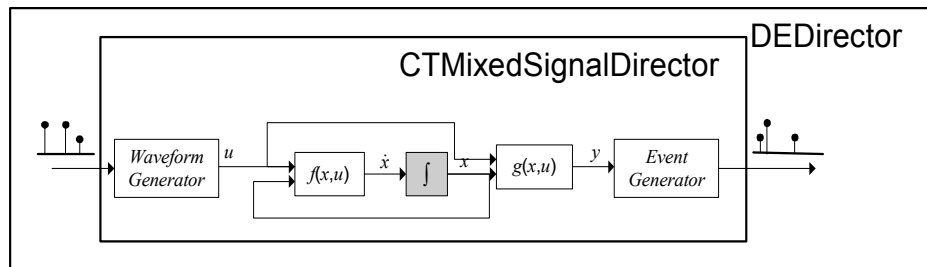 DEDirector
CTMixedSignalDirector
Waveform
Generator
u
f(x,u)
ẋ
∫
x
g(x,u)
y
Event
Generator